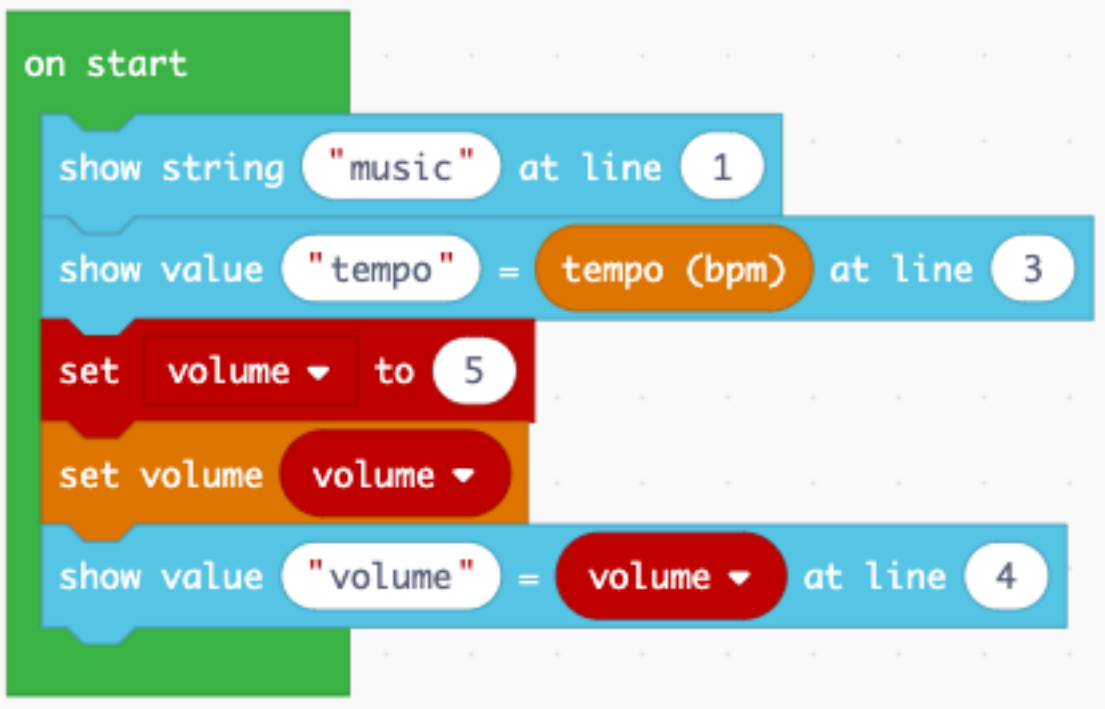 on start
show string "music" at line 1
show value "tempo" = tempo (bpm) at line 3
set volume to 5
set volume volume
show value "volume" = volume at line 4